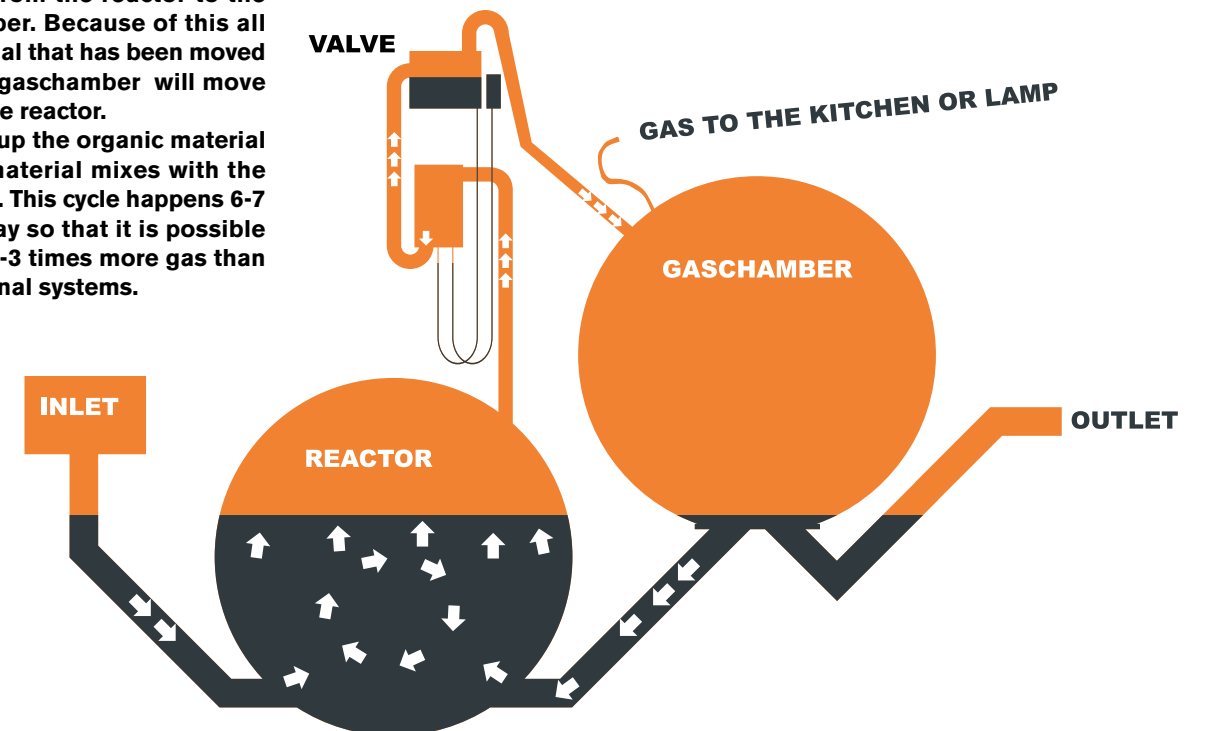 ber. Because of this all
al that has been moved
gaschamber will move
e reactor.
up the organic material
naterial mixes with the
. This cycle happens 6-7
ay so that it is possible
-3 times more gas than
nal systems.
VALVE
GAS TO THE KITCHEN OR LAMP
GASCHAMBER
INLET
REACTOR
OUTLET